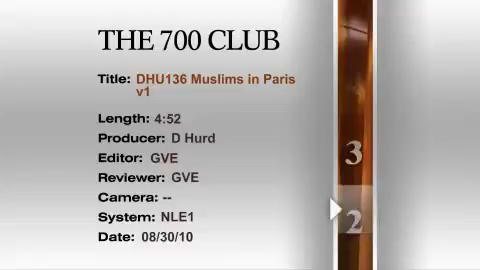 THE 700 CLUB
Title: DHU136 Muslims in Paris
v1
Length: 4:52
Producer: D Hurd
Editor: GVE
Reviewer: GVE
Camera: --
System: NLE1
Date: 08/30/10
3
2